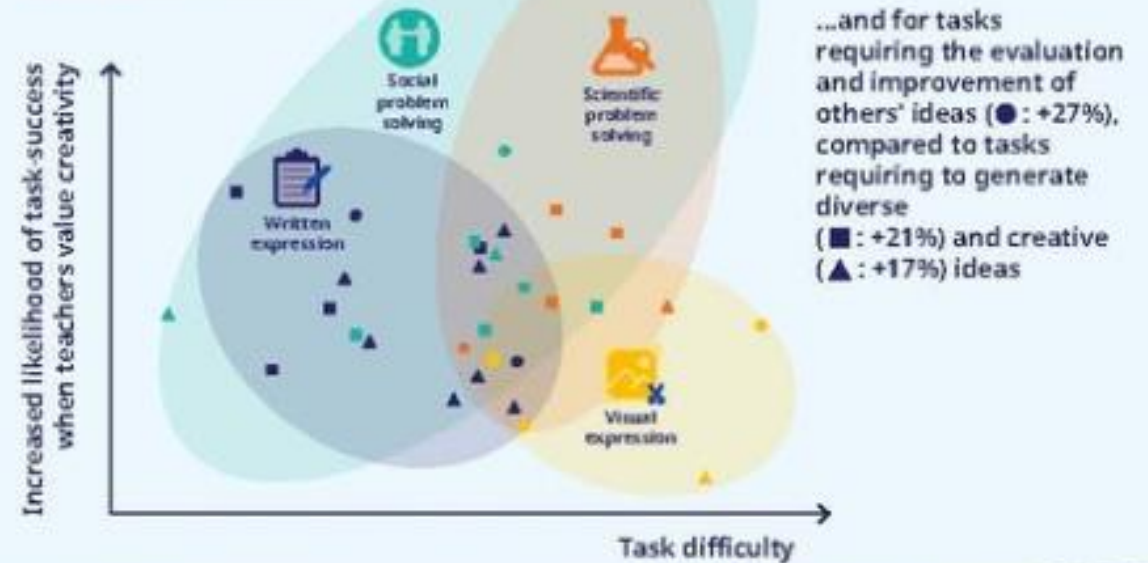 Increased likelihood of task success
when teachers value creativity
Social
problem
solving
Scientific
problem
solving
Written
expression
Visual
expression
Task difficulty
...and for tasks
requiring the evaluation
and improvement of
others' ideas (●: +27%),
compared to tasks
requiring to generate
diverse
(■: +21%) and creative
(▲: +17%) ideas